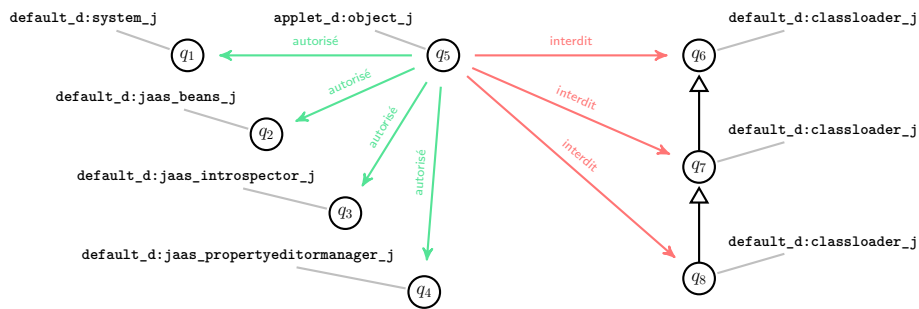 default_d:system_j
applet_d:object_j
default_d:classloader_j
q1
autorisé
q5
interdit
q6
default_d:jaas_beans_j
autorisé
interdit
q2
autorisé
default_d:classloader_j
interdit
autorisé
q7
default_d:jaas_introspector_j
q3
default_d:jaas_propertyeditormanager_j
default_d:classloader_j
q4
q8